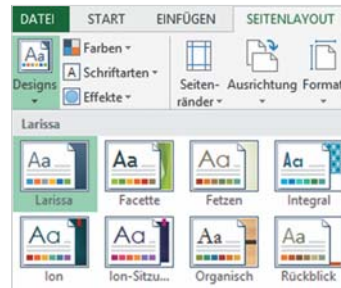 DATEI START EINFÜGEN SEITENLAYOUT
Designs
Farben
Schriftarten
Effekte
Seiten-
ränder
Ausrichtung
Format
Larissa
Aa Aa Aa Aa
Larissa Facette Fetzen Integral
Aa Aa Aa Aa
Ion Ion-Sitzu... Organisch Rückblick